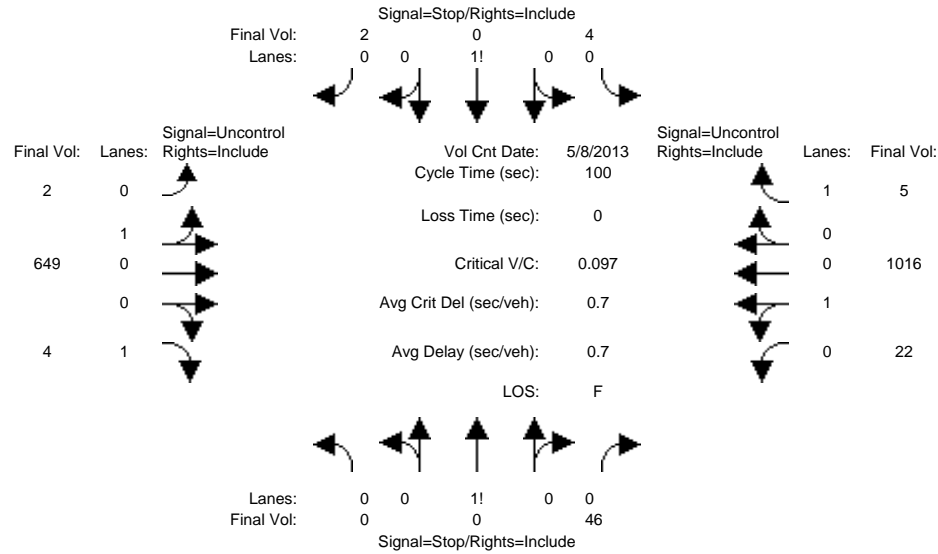 Signal=Stop/Rights=Include
Final Vol: 2 0 4
Lanes: 0 0 1! 0 0
Signal=Uncontrol Signal=Uncontrol
Final Vol: Lanes: Rights=Include Vol Cnt Date: 5/8/2013 Rights=Include Lanes: Final Vol:
Cycle Time (sec): 100
2 0 1 5
Loss Time (sec): 0
1 0
649 0 Critical V/C: 0.097 0 1016
0 Avg Crit Del (sec/veh): 0.7 1
4 1 Avg Delay (sec/veh): 0.7 0 22
LOS: F
Lanes: 0 0 1! 0 0
Final Vol: 0 0 46
Signal=Stop/Rights=Include